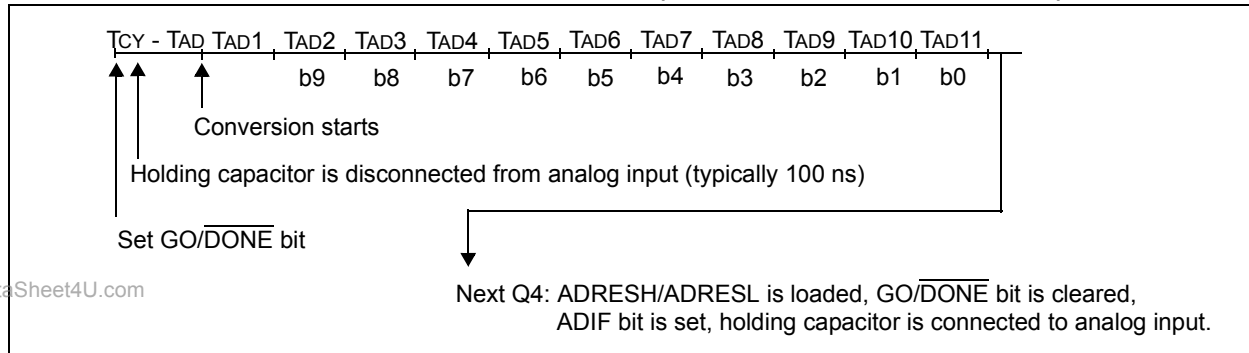 TCY - TAD TAD1 TAD2 TAD3 TAD4 TAD5 TAD6 TAD7 TAD8 TAD9 TAD10 TAD11
b9 b8 b7 b6 b5 b4 b3 b2 b1 b0
Conversion starts
Holding capacitor is disconnected from analog input (typically 100 ns)
Set GO/DONE bit
aSheet4U.com
Next Q4: ADRESH/ADRESL is loaded, GO/DONE bit is cleared,
ADIF bit is set, holding capacitor is connected to analog input.